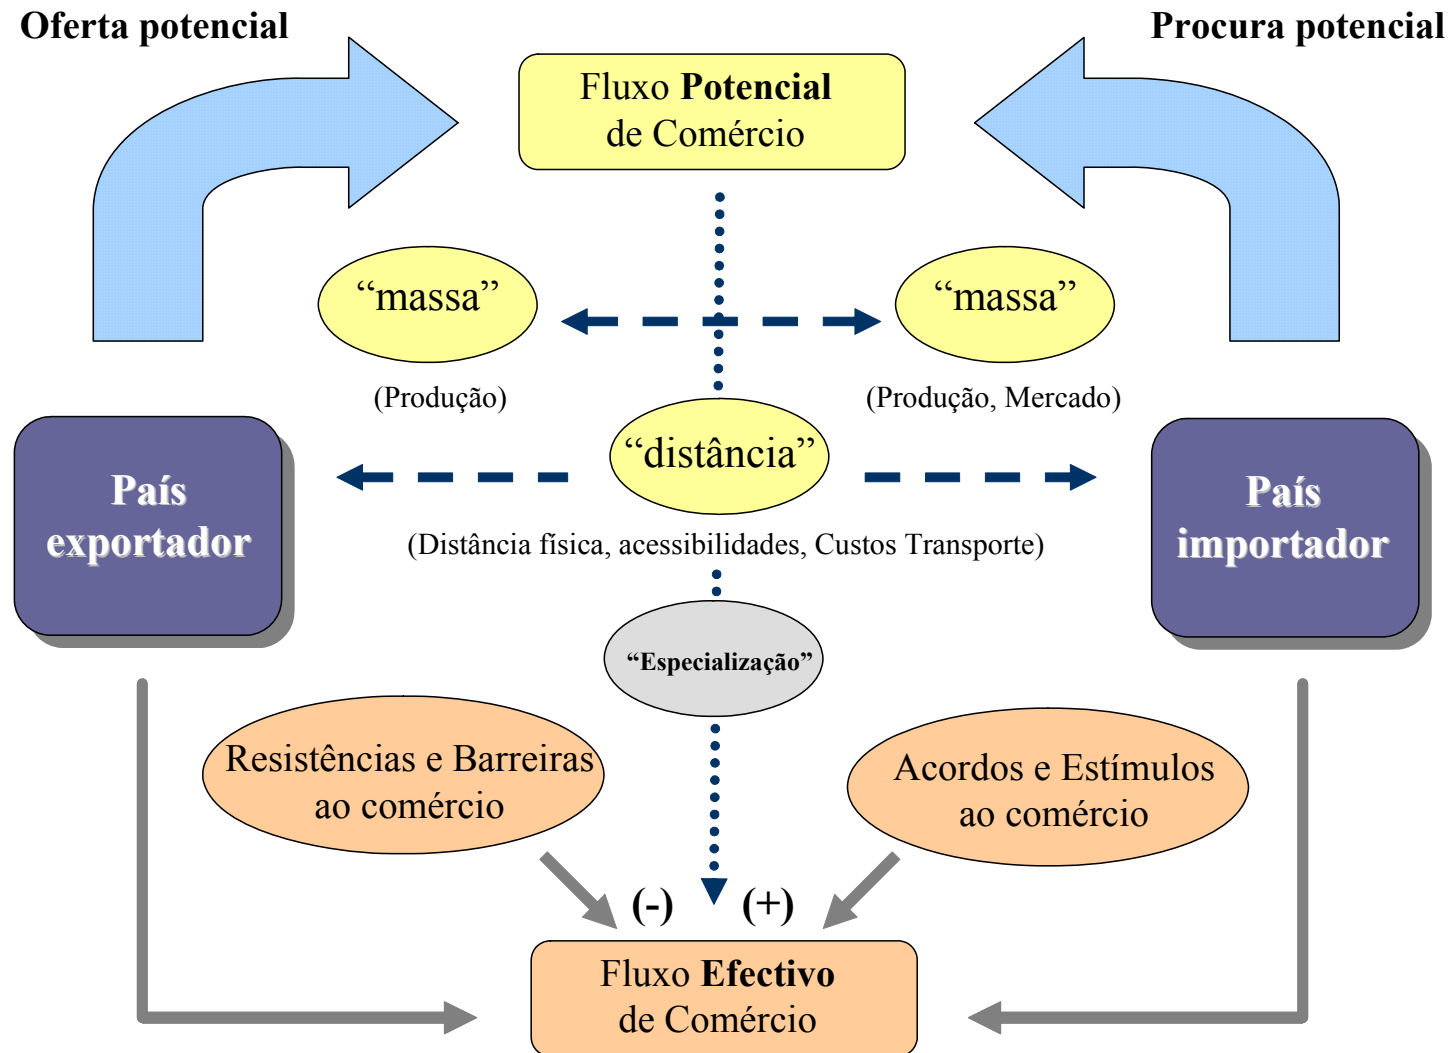 Oferta potencial
Procura potencial
Fluxo Potencial
de Comércio
“massa”
“massa”
(Produção)
(Produção, Mercado)
“distância”
País
exportador
País
importador
(Distância física, acessibilidades, Custos Transporte)
“Especialização”
Resistências e Barreiras
ao comércio
Acordos e Estímulos
ao comércio
(-)
(+)
Fluxo Efectivo
de Comércio